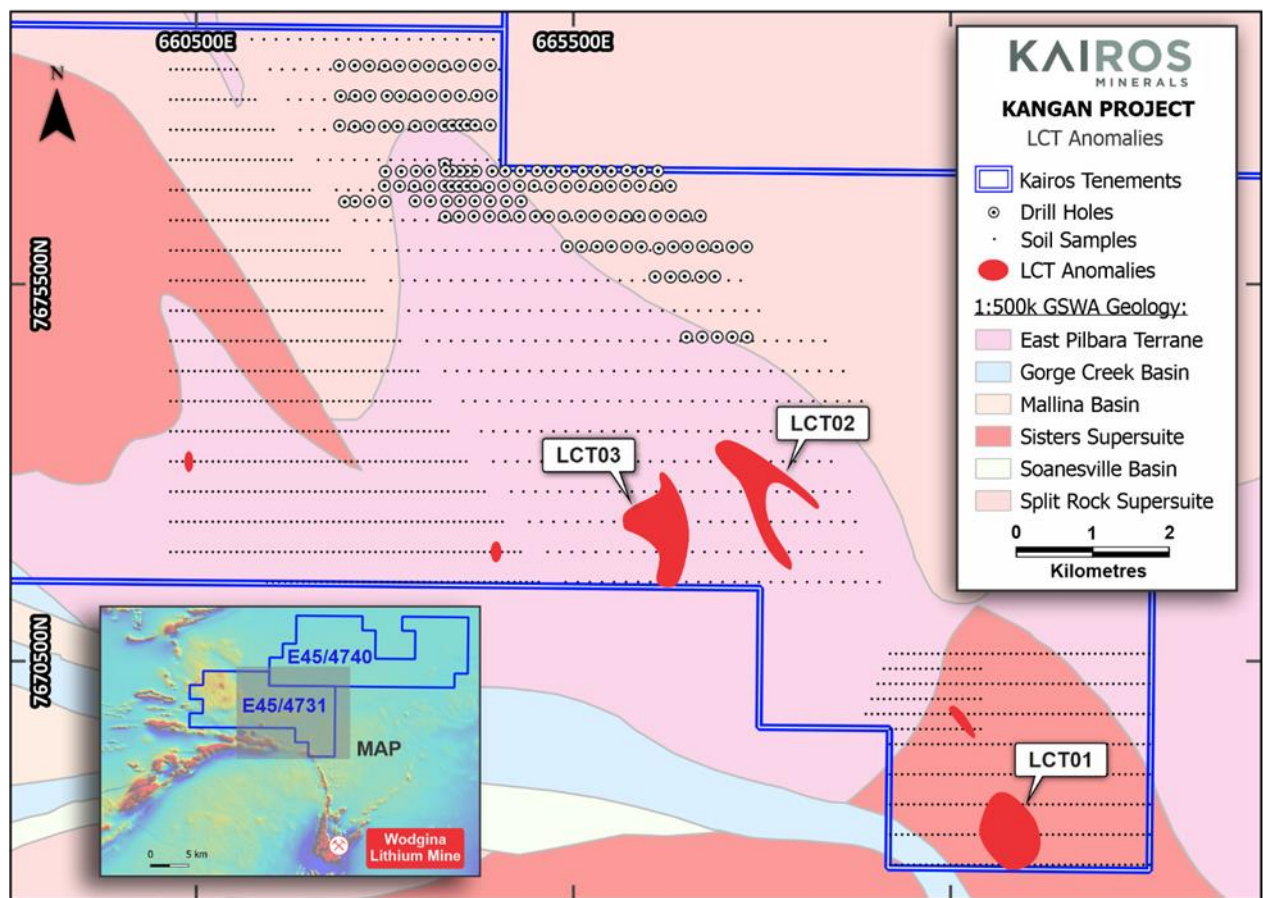 660500E
665500E
N
7675500N
7670500N
KAIROS
MINERALS
KANGAN PROJECT
LCT Anomalies
Kairos Tenements
Drill Holes
Soil Samples
LCT Anomalies
1:500k GSWA Geology:
East Pilbara Terrane
Gorge Creek Basin
Mallina Basin
Sisters Supersuite
Soanesville Basin
Split Rock Supersuite
0 1 2
Kilometres
LCT02
LCT03
LCT01
E45/4740
E45/4731
MAP
Wodgina
Lithium Mine
0 5 km